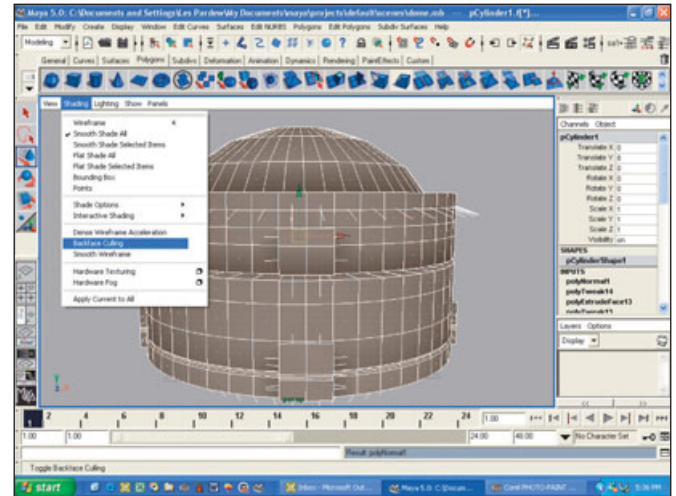 Maya 5.0: C:\Documents and Settings\Les Pardew\My Documents\maya\projects\default\scenes\dome.mb --- pCylinder1.f[*]...
File Edit Modify Create Display Window Edit Curves Surfaces Edit NURBS Polygons Edit Polygons Subdiv Surfaces Help
Modeling
General Curves Surfaces Polygons Subdivs Deformation Animation Dynamics Rendering PaintEffects Custom
View Shading Lighting Show Panels
Wireframe 4
Smooth Shade All
Smooth Shade Selected Items
Flat Shade All
Flat Shade Selected Items
Bounding Box
Points
Shade Options
Interactive Shading
Dense Wireframe Acceleration
Backface Culling
Smooth Wireframe
Hardware Texturing
Hardware Fog
Apply Current to All
Channels Object
pCylinder1
Translate X 0
Translate Y 0
Translate Z 0
Rotate X 0
Rotate Y 0
Rotate Z 0
Scale X 1
Scale Y 1
Scale Z 1
Visibility on
SHAPES
pCylinderShape1
INPUTS
polyNormal1
polyTweak14
polyExtrudeFace13
polyTweak13
Layers Options
Display
2 4 6 8 10 12 14 16 18 20 22 24 1.00
1.00 1.00 24.00 48.00 No Character Set
Result: polyNormal1
Toggle Backface Culling
start Inbox - Microsoft Out... Maya 5.0: C:\Docum... Corel PHOTO-PAINT ... 5:06 PM